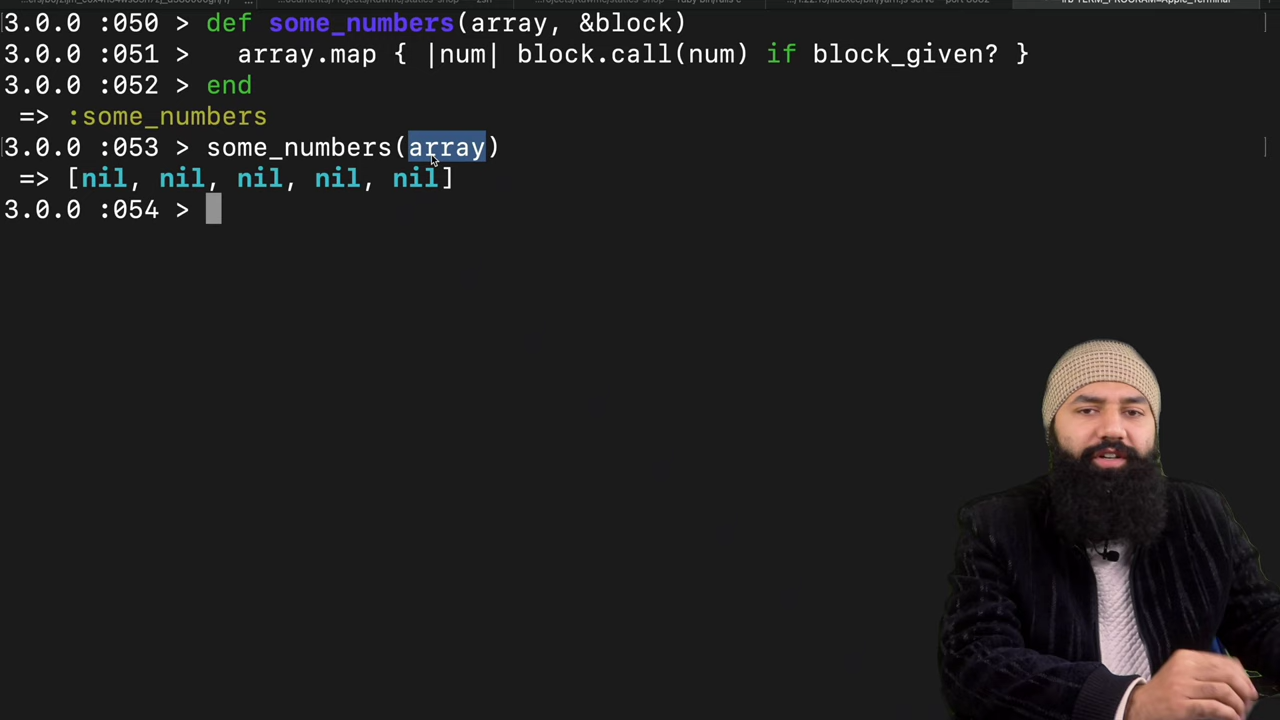 3.0.0 :050 > def some_numbers(array, &block)
3.0.0 :051 >   array.map { |num| block.call(num) if block_given? }
3.0.0 :052 > end
=> :some_numbers
3.0.0 :053 > some_numbers(array)
=> [nil, nil, nil, nil, nil]
3.0.0 :054 >